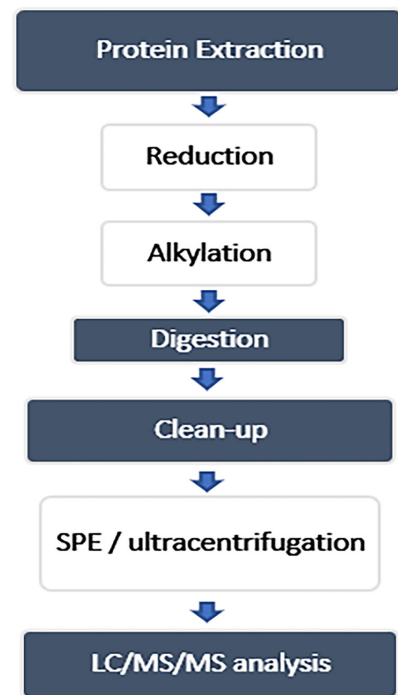 Protein Extraction
Reduction
Alkylation
Digestion
Clean-up
SPE / ultracentrifugation
LC/MS/MS analysis